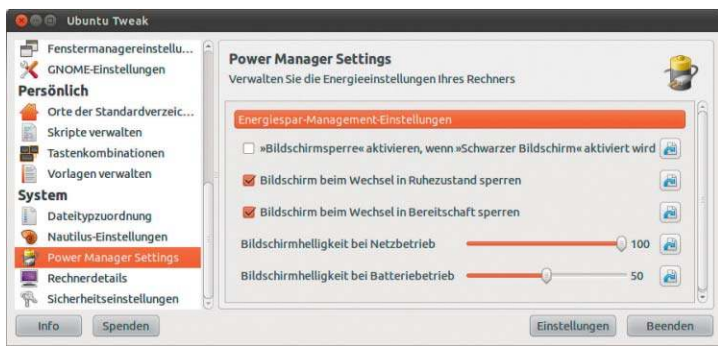 Ubuntu Tweak
Fenstermanagereinstellu...
GNOME-Einstellungen
Persönlich
Orte der Standardverzeic...
Skripte verwalten
Tastenkombinationen
Vorlagen verwalten
System
Dateitypzuordnung
Nautilus-Einstellungen
Power Manager Settings
Rechnerdetails
Sicherheitseinstellungen
Power Manager Settings
Verwalten Sie die Energieeinstellungen Ihres Rechners
Energiespar-Management-Einstellungen
»Bildschirmsperre« aktivieren, wenn »Schwarzer Bildschirm« aktiviert wird
Bildschirm beim Wechsel in Ruhezustand sperren
Bildschirm beim Wechsel in Bereitschaft sperren
Bildschirmhelligkeit bei Netzbetrieb 100
Bildschirmhelligkeit bei Batteriebetrieb 50
Info Spenden Einstellungen Beenden